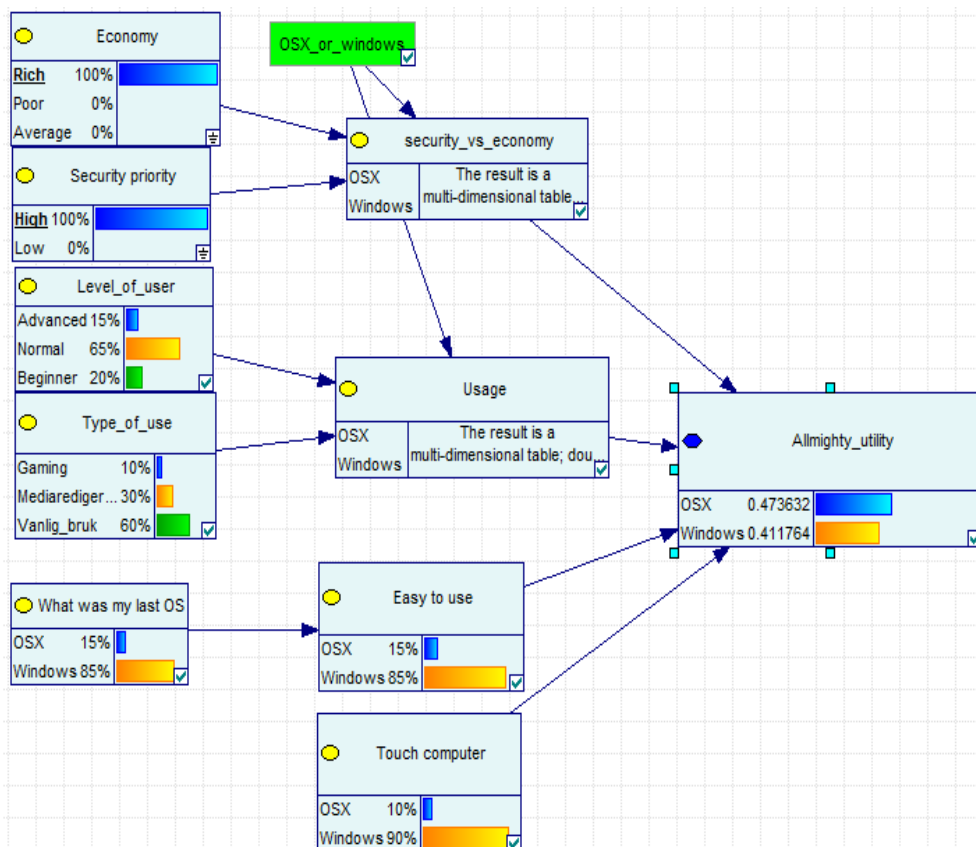 Economy
Rich 100%
Poor 0%
Average 0%
OSX_or_windows
security_vs_economy
OSX
Windows
The result is a
multi-dimensional table...
Security priority
High 100%
Low 0%
Level_of_user
Advanced 15%
Normal 65%
Beginner 20%
Usage
OSX
Windows
The result is a
multi-dimensional table; dou...
Type_of_use
Gaming 10%
Mediarediger... 30%
Vanlig_bruk 60%
Allmighty_utility
OSX 0.473632
Windows 0.411764
What was my last OS
OSX 15%
Windows 85%
Easy to use
OSX 15%
Windows 85%
Touch computer
OSX 10%
Windows 90%